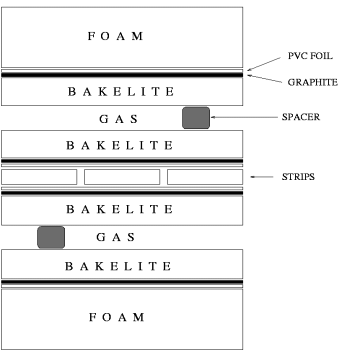 FOAM
PVC FOIL
GRAPHITE
BAKELITE
GAS
SPACER
BAKELITE
STRIPS
BAKELITE
GAS
BAKELITE
FOAM